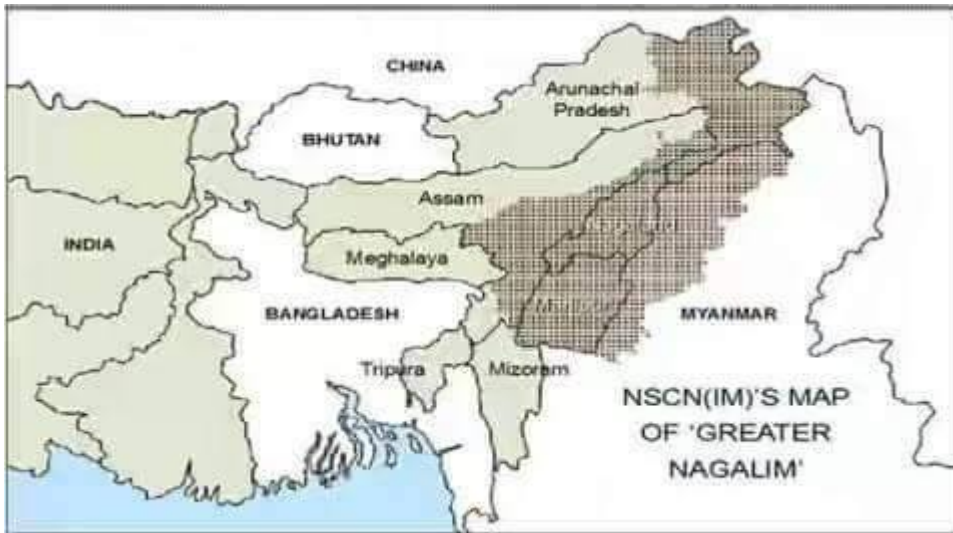 CHINA
Arunachal
Pradesh
BHUTAN
Assam
INDIA
Meghalaya
BANGLADESH
MYANMAR
Tripura
Mizoram
NSCN(IM)'S MAP
OF 'GREATER
NAGALIM'